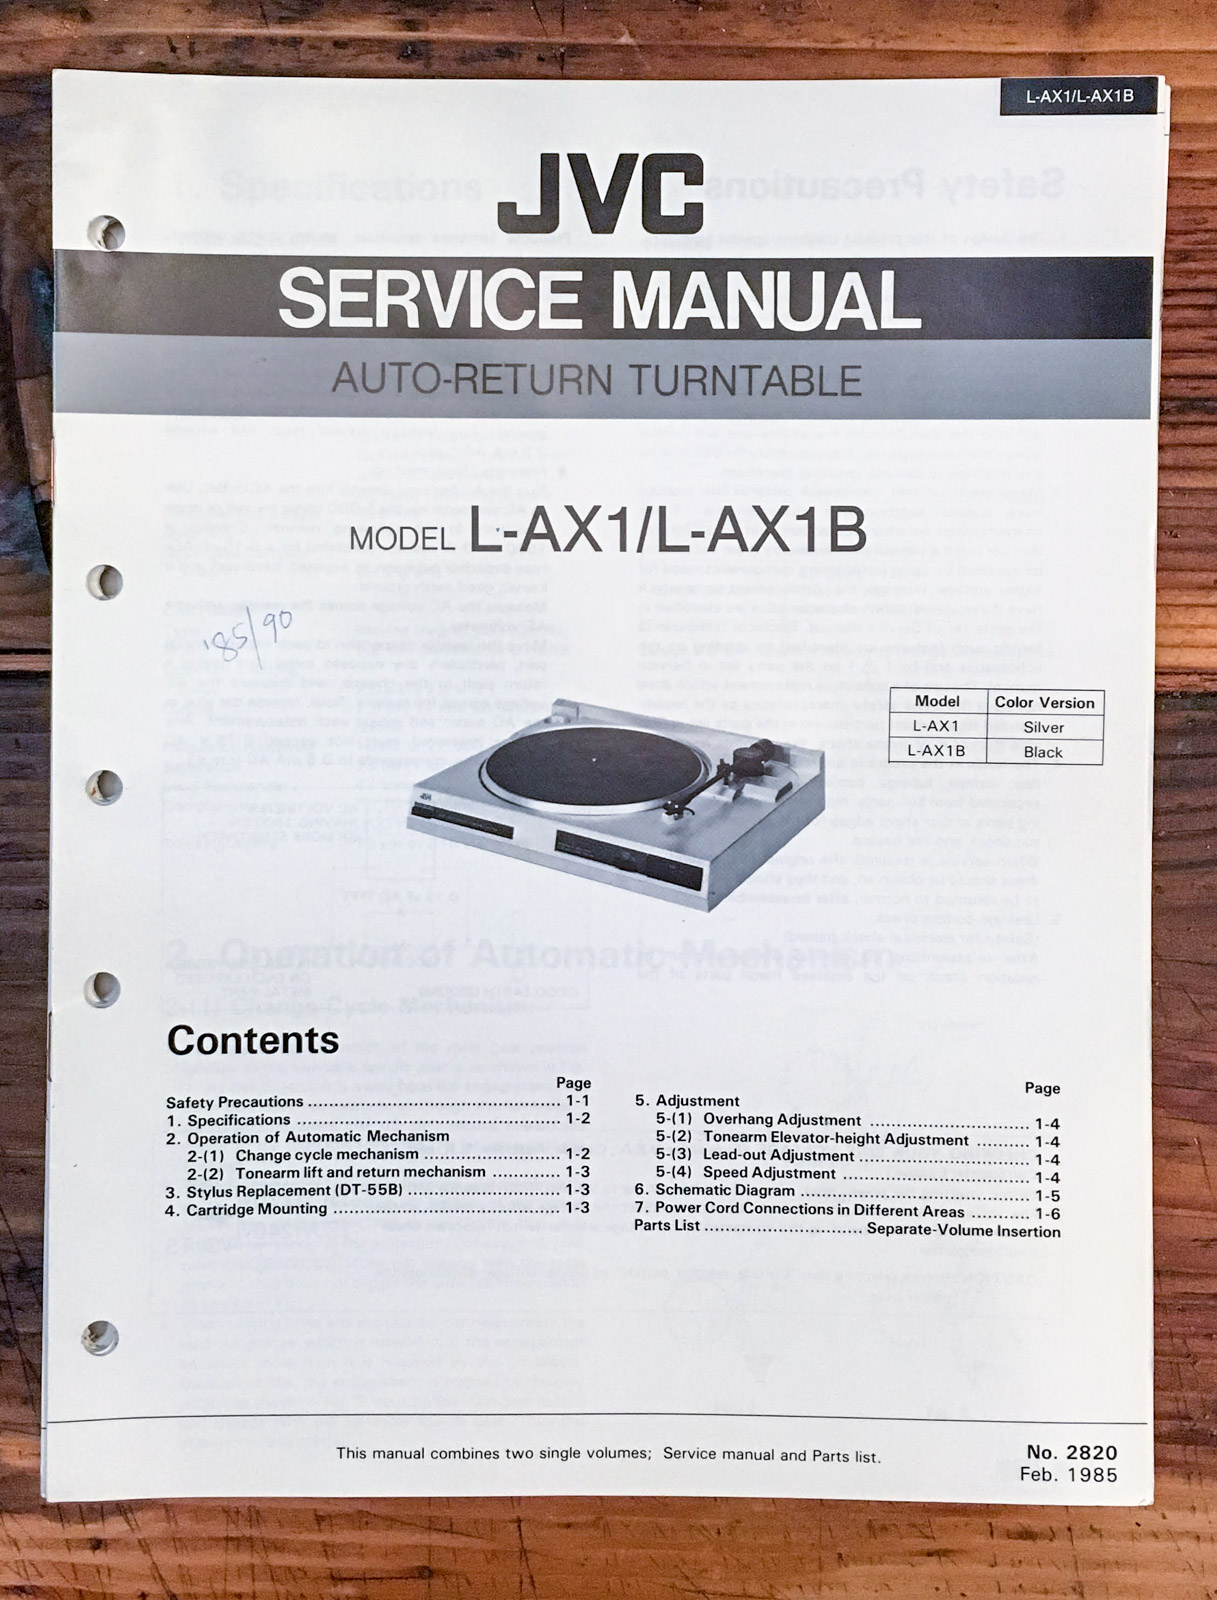 L-AX1/L-AX1B
JVC
SERVICE MANUAL
AUTO-RETURN TURNTABLE
MODEL L-AX1/L-AX1B
'85/90
Model Color Version
L-AX1 Silver
L-AX1B Black
JVC
Contents
Page
Safety Precautions ............................................ 1-1
1. Specifications .............................................. 1-2
2. Operation of Automatic Mechanism
2-(1) Change cycle mechanism ........................ 1-2
2-(2) Tonearm lift and return mechanism ............ 1-3
3. Stylus Replacement (DT-55B) ........................... 1-3
4. Cartridge Mounting ........................................ 1-3
Page
5. Adjustment
5-(1) Overhang Adjustment ............................ 1-4
5-(2) Tonearm Elevator-height Adjustment .......... 1-4
5-(3) Lead-out Adjustment .............................. 1-4
5-(4) Speed Adjustment ................................. 1-4
6. Schematic Diagram ......................................... 1-5
7. Power Cord Connections in Different Areas ........... 1-6
Parts List ............................ Separate-Volume Insertion
This manual combines two single volumes; Service manual and Parts list.
No. 2820
Feb. 1985